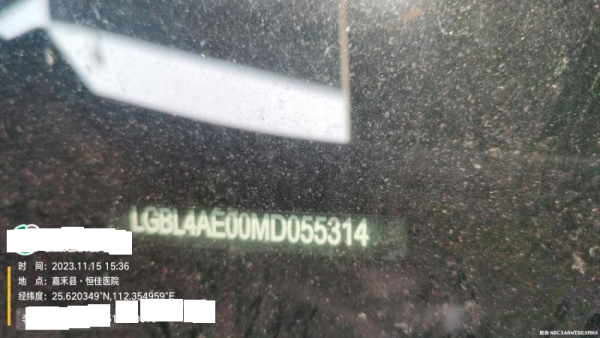 LGBL4AE00MD055314
时 间：2023.11.15 15:36
地 点：嘉禾县·恒佳医院
经纬度：25.620349°N,112.354959°E